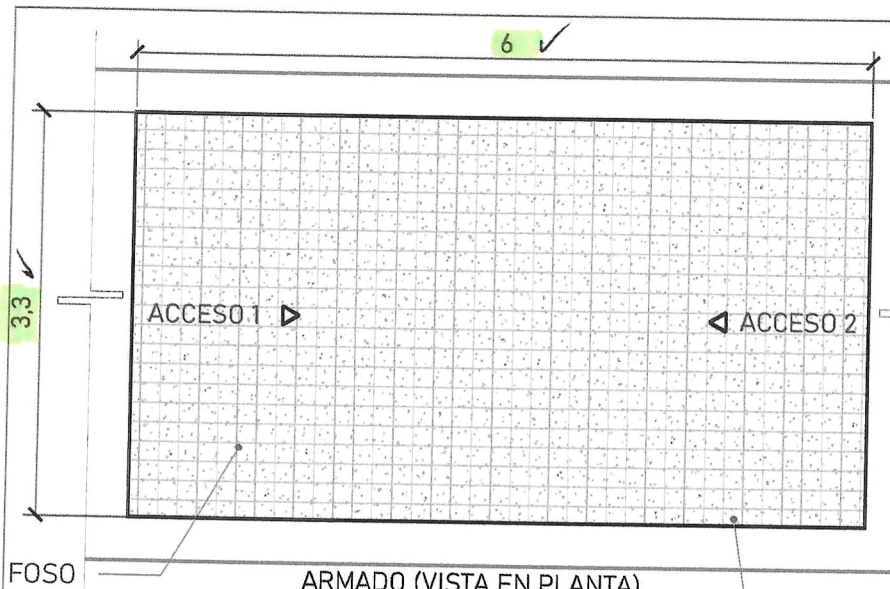 6
3,3
ACCESO 1
ACCESO 2
FOSO
ARMADO (VISTA EN PLANTA)